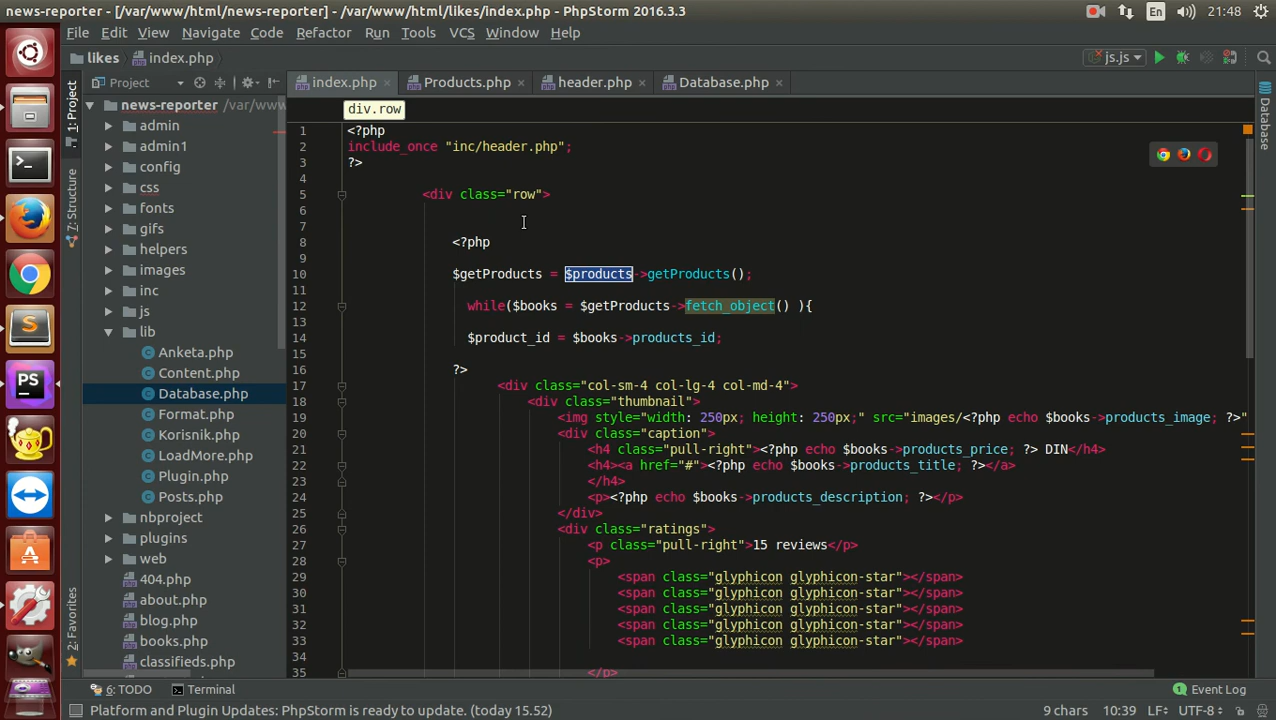 news-reporter - [/var/www/html/news-reporter] - /var/www/html/likes/index.php - PhpStorm 2016.3.3
En
21:48
File Edit View Navigate Code Refactor Run Tools VCS Window Help
likes index.php
js.js
1: Project
7: Structure
2: Favorites
Project
index.php
Products.php
header.php
Database.php
Database
news-reporter /var/www
admin
admin1
config
css
fonts
gifs
helpers
images
inc
js
lib
Anketa.php
Content.php
Database.php
Format.php
Korisnik.php
LoadMore.php
Plugin.php
Posts.php
nbproject
plugins
web
404.php
about.php
blog.php
books.php
classifieds.php
div.row
1 <?php
2 include_once "inc/header.php";
3 ?>
4
5 <div class="row">
6
7
8 <?php
9
10 $getProducts = $products->getProducts();
11
12 while($books = $getProducts->fetch_object() ){
13
14 $product_id = $books->products_id;
15
16 ?>
17 <div class="col-sm-4 col-lg-4 col-md-4">
18 <div class="thumbnail">
19 <img style="width: 250px; height: 250px;" src="images/<?php echo $books->products_image; ?>"
20 <div class="caption">
21 <h4 class="pull-right"><?php echo $books->products_price; ?> DIN</h4>
22 <h4><a href="#"><?php echo $books->products_title; ?></a>
23 </h4>
24 <p><?php echo $books->products_description; ?></p>
25 </div>
26 <div class="ratings">
27 <p class="pull-right">15 reviews</p>
28 <p>
29 <span class="glyphicon glyphicon-star"></span>
30 <span class="glyphicon glyphicon-star"></span>
31 <span class="glyphicon glyphicon-star"></span>
32 <span class="glyphicon glyphicon-star"></span>
33 <span class="glyphicon glyphicon-star"></span>
34
35 </p>
6: TODO
Terminal
1 Event Log
Platform and Plugin Updates: PhpStorm is ready to update. (today 15.52)
9 chars 10:39 LF÷ UTF-8÷